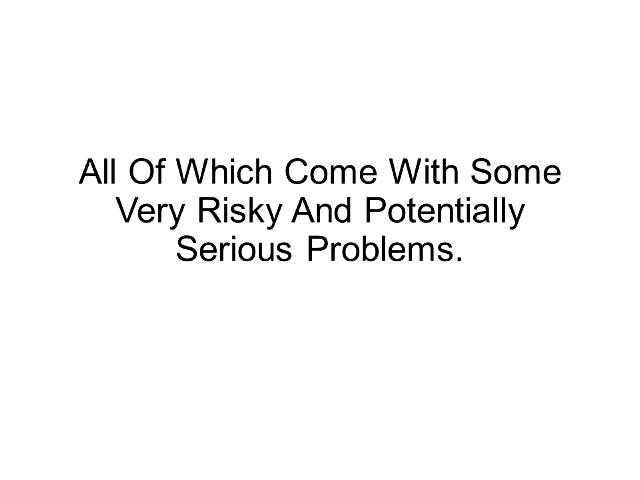 All Of Which Come With Some
Very Risky And Potentially
Serious Problems.